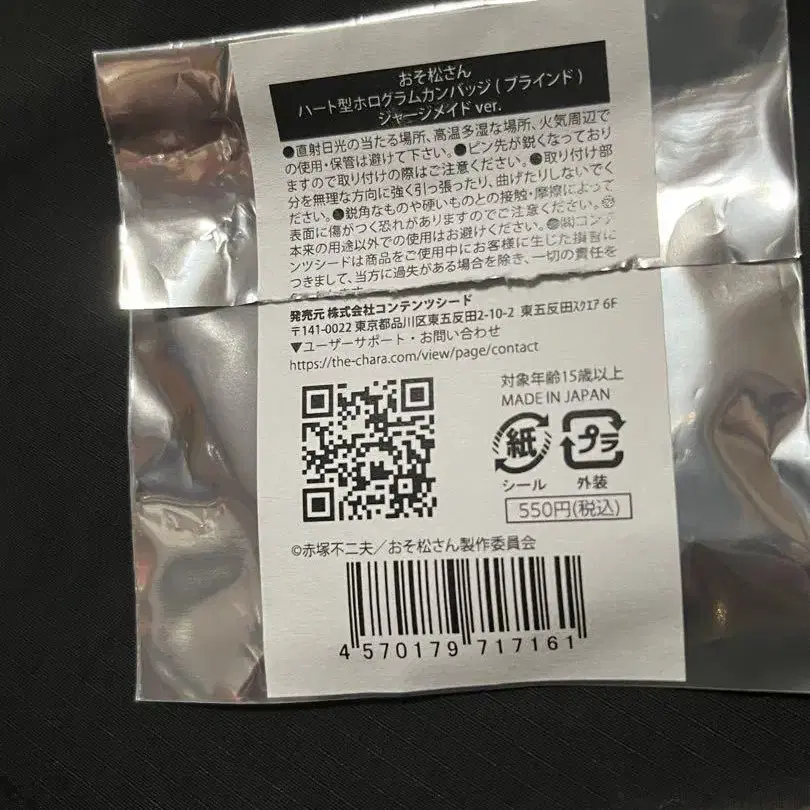 おそ松さん
ハート型ホログラムカンバッジ(ブラインド)
ジャージメイド ver.
●直射日光の当たる場所、高温多湿な場所、火気周辺で
の使用・保管は避けて下さい。●ピン先が鋭くなっており
ますので取り付けの際はご注意ください。●取り付け部
分を無理な方向に強く引っ張ったり、曲げたりしないでく
ださい。●鋭角なものや硬いものとの接触・摩擦によって
表面に傷がつく恐れがありますのでご注意ください。●
本来の用途以外での使用はお避けください。●㈱コンテ
ンツシードは商品をご使用中にお客様に生じた損害に
つきまして、当方に過失がある場合を除き、一切の責任を
発売元 株式会社コンテンツシード
〒141-0022 東京都品川区東五反田2-10-2 東五反田スクエア 6F
▼ユーザーサポート・お問い合わせ
https://the-chara.com/view/page/contact
対象年齢15歳以上
MADE IN JAPAN
紙
プラ
シール
外装
550円(税込)
©赤塚不二夫／おそ松さん製作委員会
4 570179 717161